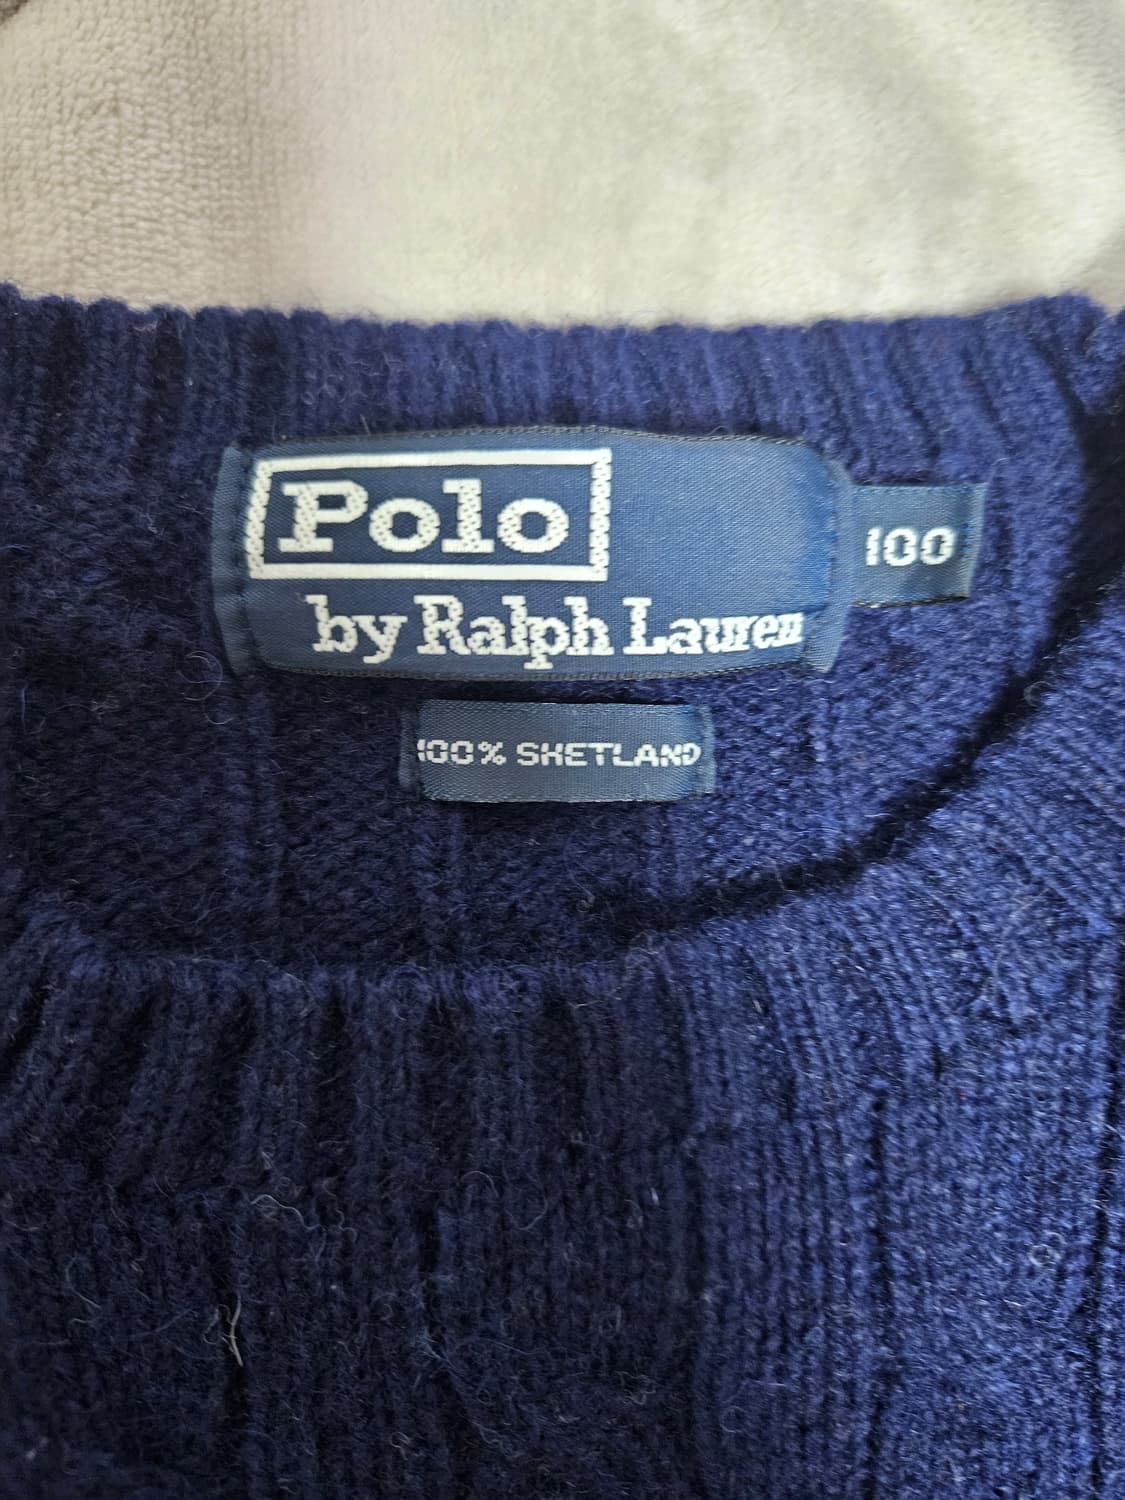 Polo
by Ralph Lauren
100
100% SHETLAND